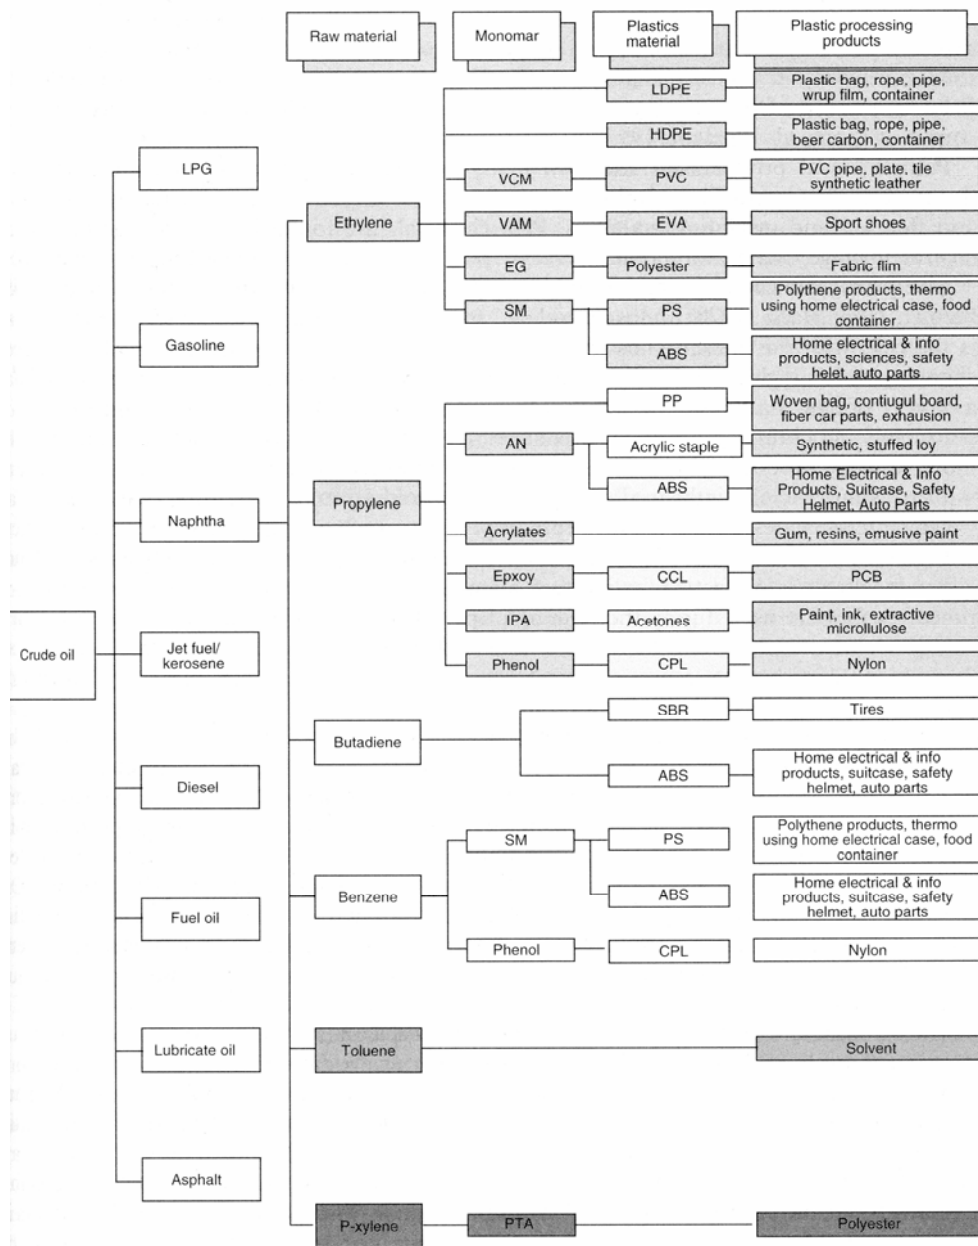 Raw material
Monomar
Plastics
material
Plastic processing
products
LDPE
Plastic bag, rope, pipe,
wrup film, container
HDPE
Plastic bag, rope, pipe,
beer carbon, container
LPG
VCM
PVC
PVC pipe, plate, tile
synthetic leather
Ethylene
VAM
EVA
Sport shoes
EG
Polyester
Fabric flim
SM
PS
Polythene products, thermo
using home electrical case, food
container
Gasoline
ABS
Home electrical & info
products, sciences, safety
helet, auto parts
PP
Woven bag, contiugul board,
fiber car parts, exhausion
AN
Acrylic staple
Synthetic, stuffed loy
Naphtha
Propylene
ABS
Home Electrical & Info
Products, Suitcase, Safety
Helmet, Auto Parts
Acrylates
Gum, resins, emusive paint
Epxoy
CCL
PCB
IPA
Acetones
Paint, ink, extractive
microllulose
Crude oil
Jet fuel/
kerosene
Phenol
CPL
Nylon
SBR
Tires
Butadiene
Diesel
ABS
Home electrical & info
products, suitcase, safety
helmet, auto parts
SM
PS
Polythene products, thermo
using home electrical case, food
container
Benzene
ABS
Home electrical & info
products, suitcase, safety
helmet, auto parts
Fuel oil
Phenol
CPL
Nylon
Lubricate oil
Toluene
Solvent
Asphalt
P-xylene
PTA
Polyester